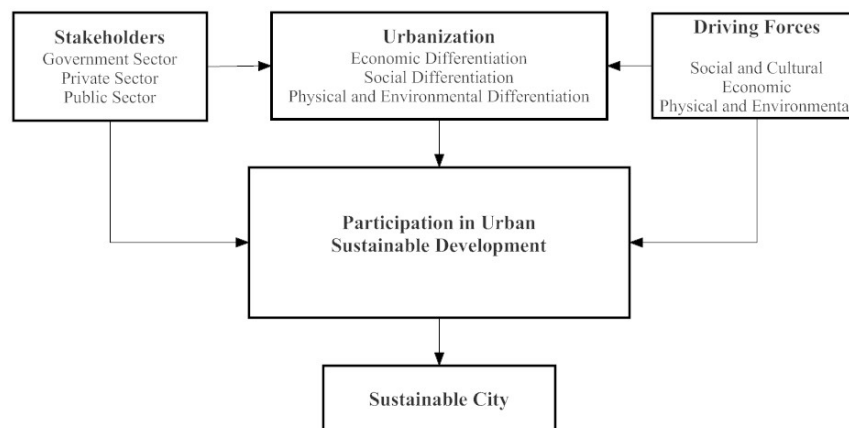 Stakeholders
Government Sector
Private Sector
Public Sector
Urbanization
Economic Differentiation
Social Differentiation
Physical and Environmental Differentiation
Driving Forces
Social and Cultural
Economic
Physical and Environmental
Participation in Urban
Sustainable Development
Sustainable City